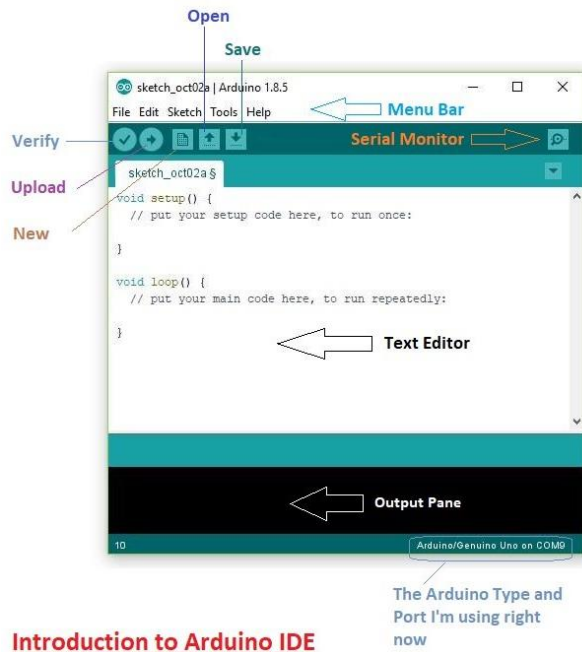 Open
Save
sketch_oct02a | Arduino 1.8.5
File Edit Sketch Tools Help
Menu Bar
Verify
Serial Monitor
Upload
sketch_oct02a §
New
void setup() {
// put your setup code here, to run once:
}
void loop() {
// put your main code here, to run repeatedly:
}
Text Editor
Output Pane
10
Arduino/Genuino Uno on COM9
The Arduino Type and
Port I'm using right
now
Introduction to Arduino IDE